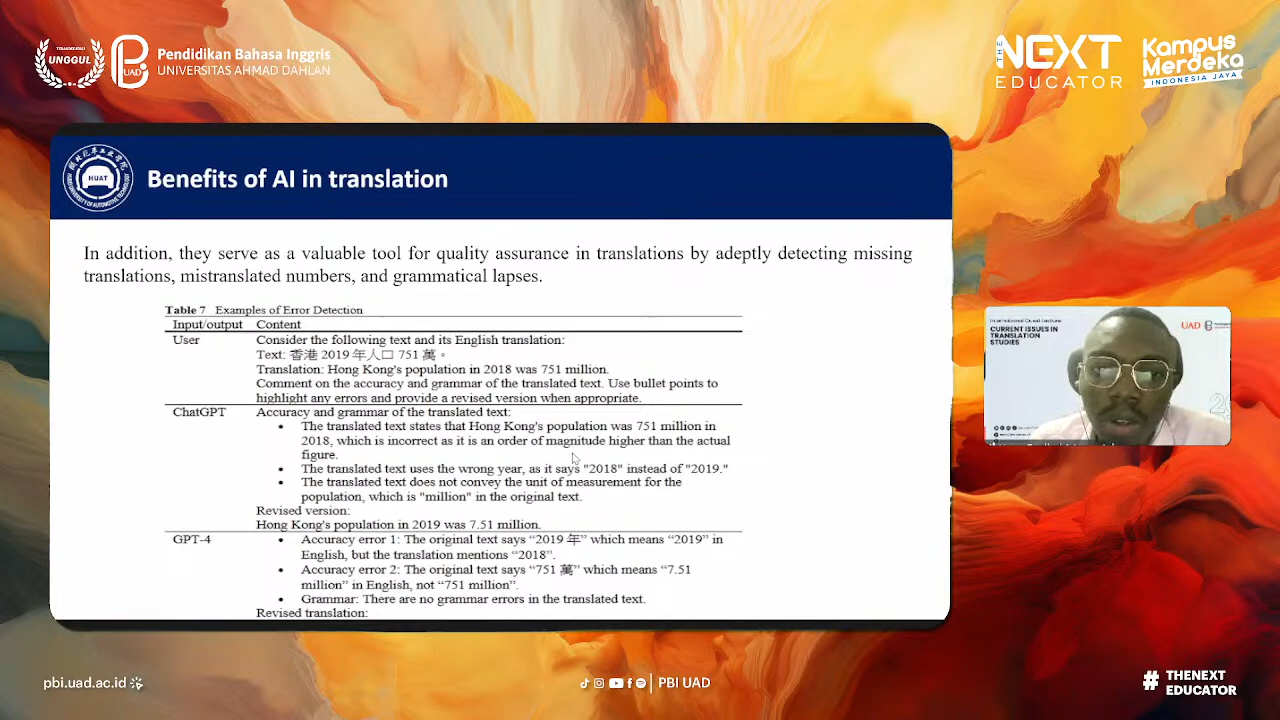 UNGGUL
UAD
Pendidikan Bahasa Inggris
UNIVERSITAS AHMAD DAHLAN
THE NEXT
EDUCATOR
Kampus
Merdeka
INDONESIA JAYA
HUAT
Benefits of AI in translation
In addition, they serve as a valuable tool for quality assurance in translations by adeptly detecting missing
translations, mistranslated numbers, and grammatical lapses.
Table 7 Examples of Error Detection
Input/output Content
User Consider the following text and its English translation:
Text: 香港 2019 年人口 751 萬。
Translation: Hong Kong's population in 2018 was 751 million.
Comment on the accuracy and grammar of the translated text. Use bullet points to
highlight any errors and provide a revised version when appropriate.
ChatGPT Accuracy and grammar of the translated text:
• The translated text states that Hong Kong's population was 751 million in
2018, which is incorrect as it is an order of magnitude higher than the actual
figure.
• The translated text uses the wrong year, as it says "2018" instead of "2019."
• The translated text does not convey the unit of measurement for the
population, which is "million" in the original text.
Revised version:
Hong Kong's population in 2019 was 7.51 million.
GPT-4 • Accuracy error 1: The original text says “2019 年” which means “2019” in
English, but the translation mentions “2018”.
• Accuracy error 2: The original text says “751 萬” which means “7.51
million” in English, not “751 million”.
• Grammar: There are no grammar errors in the translated text.
Revised translation:
International Guest Lecture
CURRENT ISSUES IN
TRANSLATION
STUDIES
UAD
pbi.uad.ac.id
PBI UAD
# THENEXT
EDUCATOR